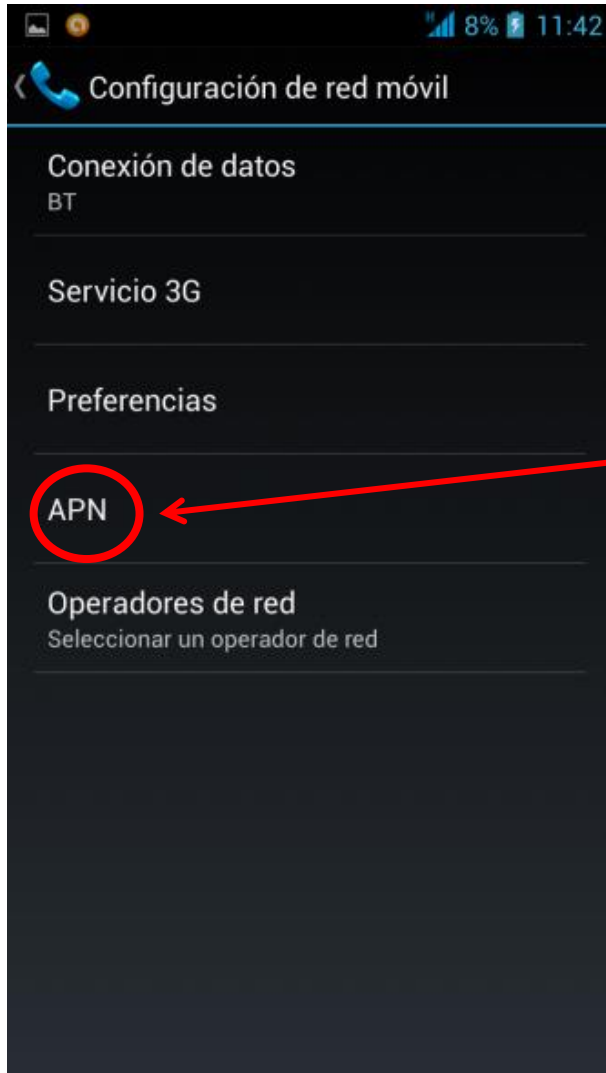 H 8% 11:42
Configuración de red móvil
Conexión de datos
BT
Servicio 3G
Preferencias
APN
Operadores de red
Seleccionar un operador de red